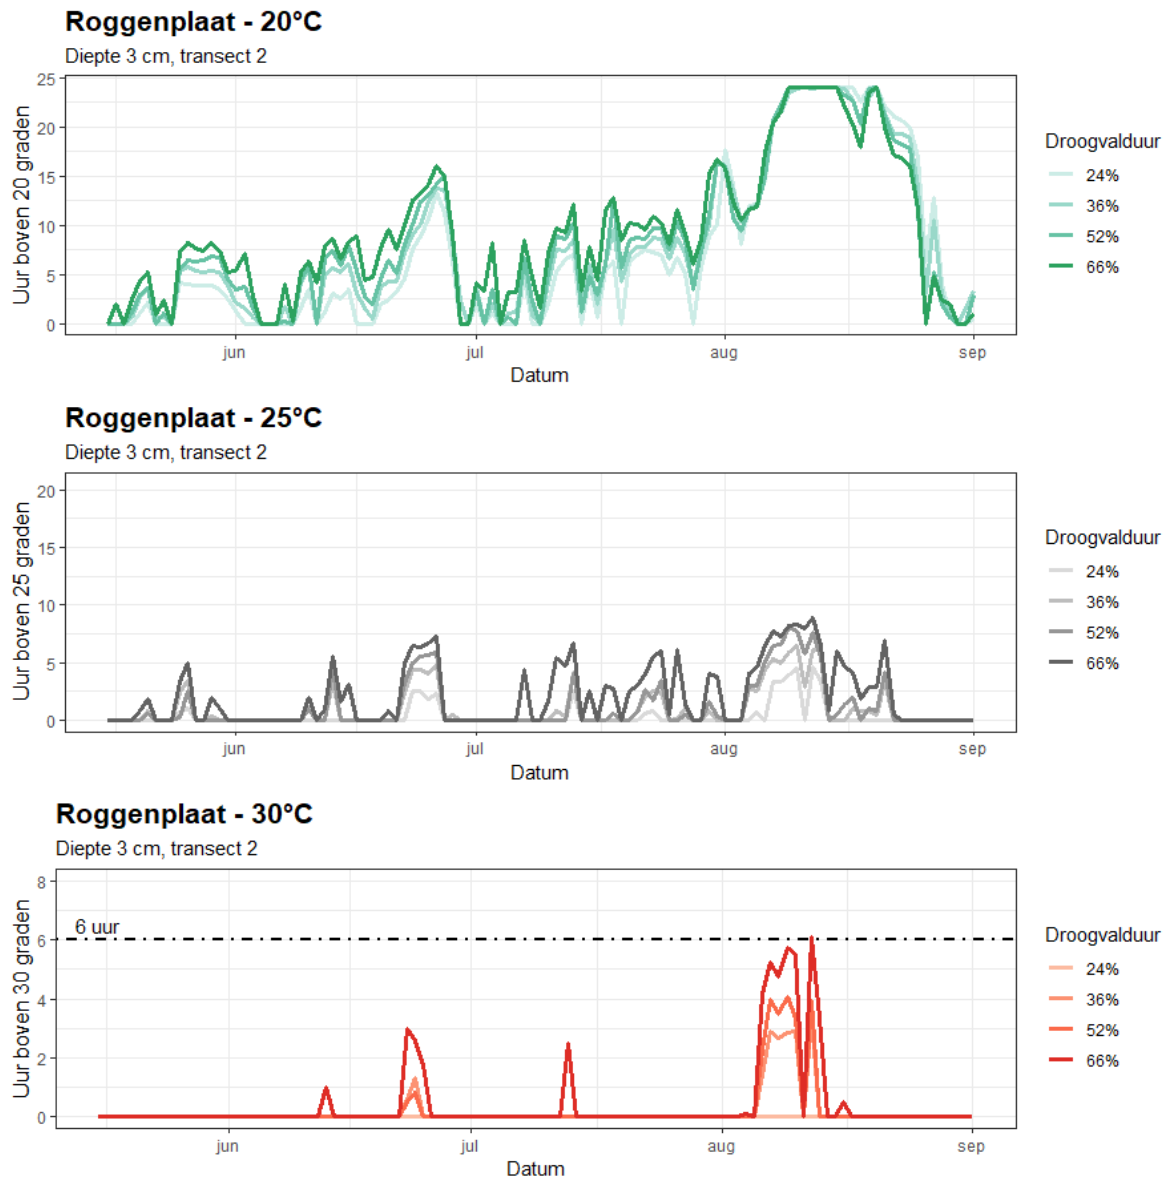 Roggenplaat - 20°C
Diepte 3 cm, transect 2
Uur boven 20 graden
25
20
15
10
5
0
jun
jul
aug
sep
Datum
Droogvalduur
24%
36%
52%
66%
Roggenplaat - 25°C
Diepte 3 cm, transect 2
Uur boven 25 graden
20
15
10
5
0
jun
jul
aug
sep
Datum
Droogvalduur
24%
36%
52%
66%
Roggenplaat - 30°C
Diepte 3 cm, transect 2
Uur boven 30 graden
8
6
4
2
0
6 uur
jun
jul
aug
sep
Datum
Droogvalduur
24%
36%
52%
66%